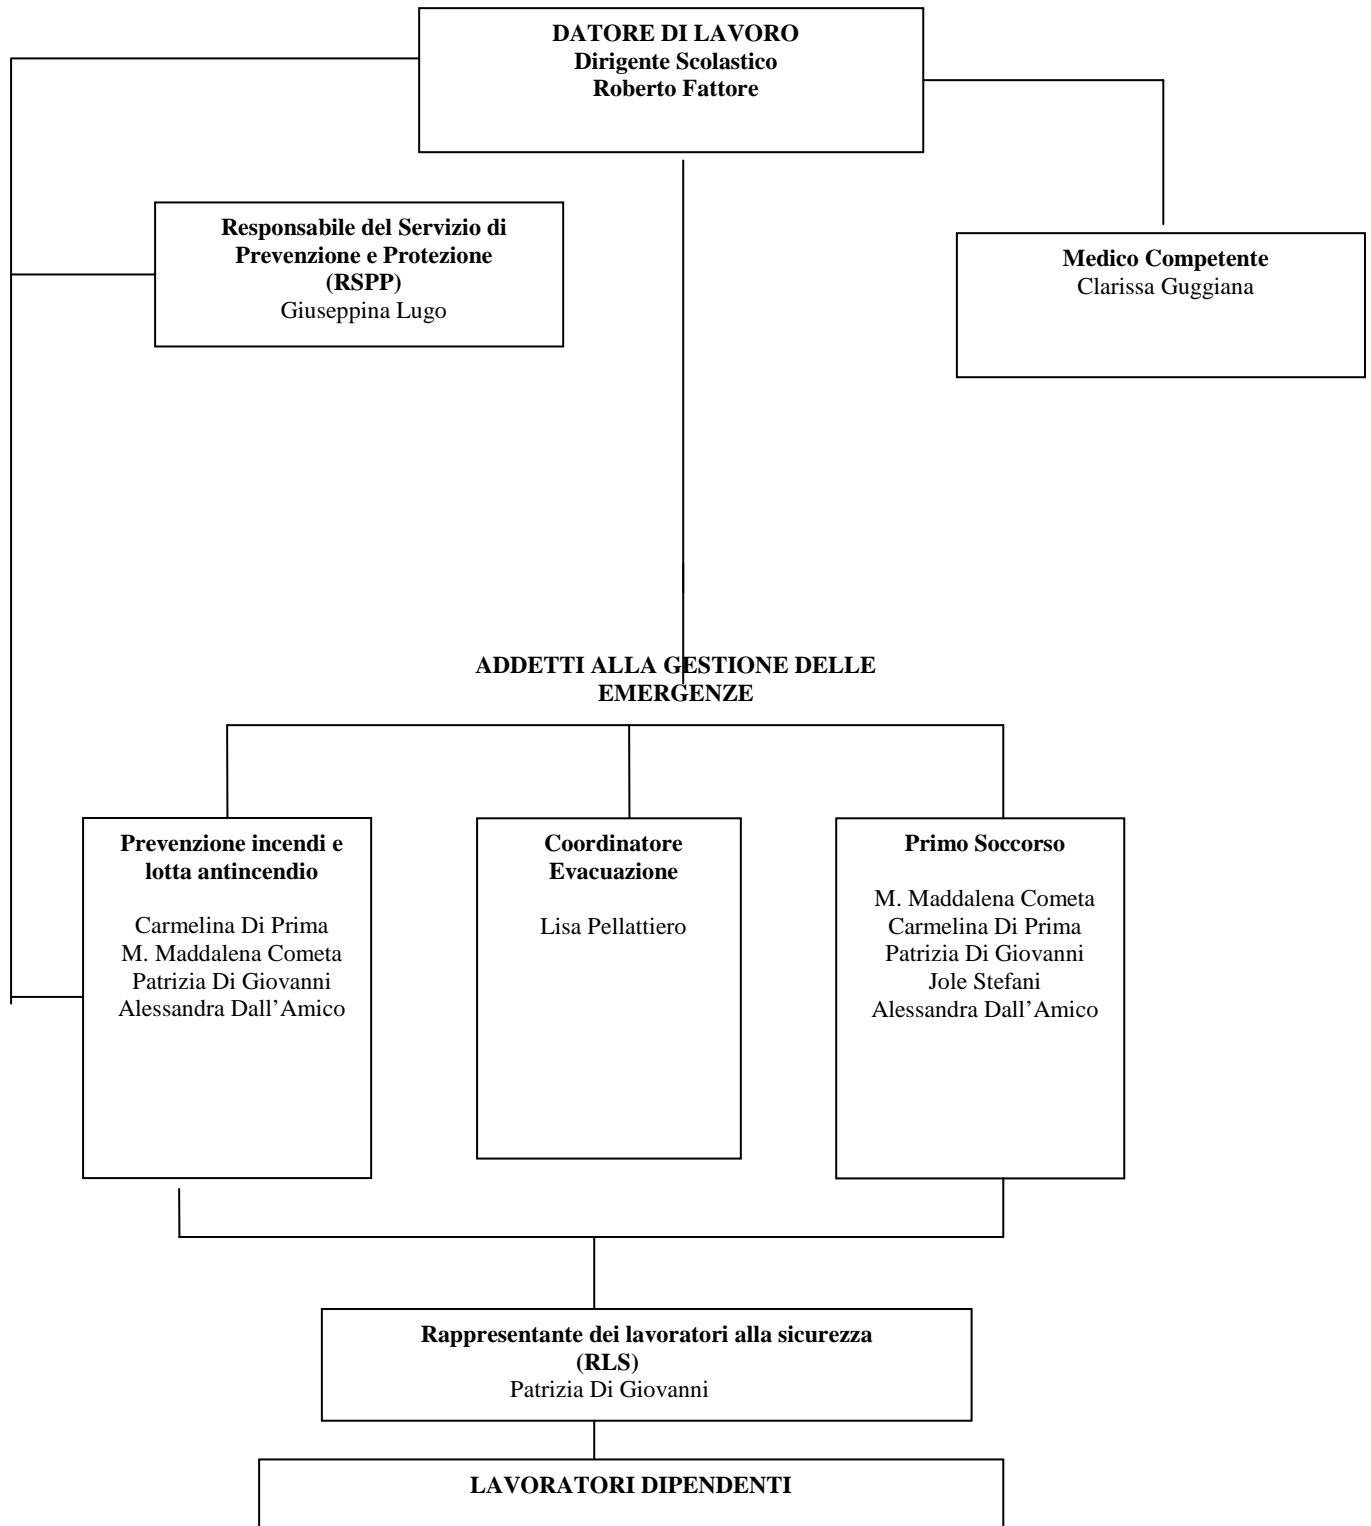 DATORE DI LAVORO
Dirigente Scolastico
Roberto Fattore
Responsabile del Servizio di
Prevenzione e Protezione
(RSPP)
Giuseppina Lugo
Medico Competente
Clarissa Guggiana
ADDETTI ALLA GESTIONE DELLE
EMERGENZE
Prevenzione incendi e
lotta antincendio
Carmelina Di Prima
M. Maddalena Cometa
Patrizia Di Giovanni
Alessandra Dall’Amico
Coordinatore
Evacuazione
Lisa Pellattiero
Primo Soccorso
M. Maddalena Cometa
Carmelina Di Prima
Patrizia Di Giovanni
Jole Stefani
Alessandra Dall’Amico
Rappresentante dei lavoratori alla sicurezza
(RLS)
Patrizia Di Giovanni
LAVORATORI DIPENDENTI